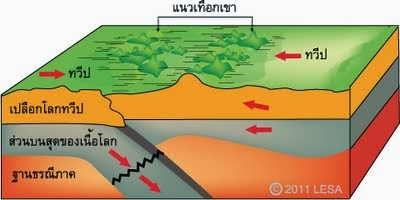 แนวเทือกเขา
ทวีป
ทวีป
เปลือกโลกทวีป
ส่วนบนสุดของเนื้อโลก
ฐานธรณีภาค
© 2011 LESA